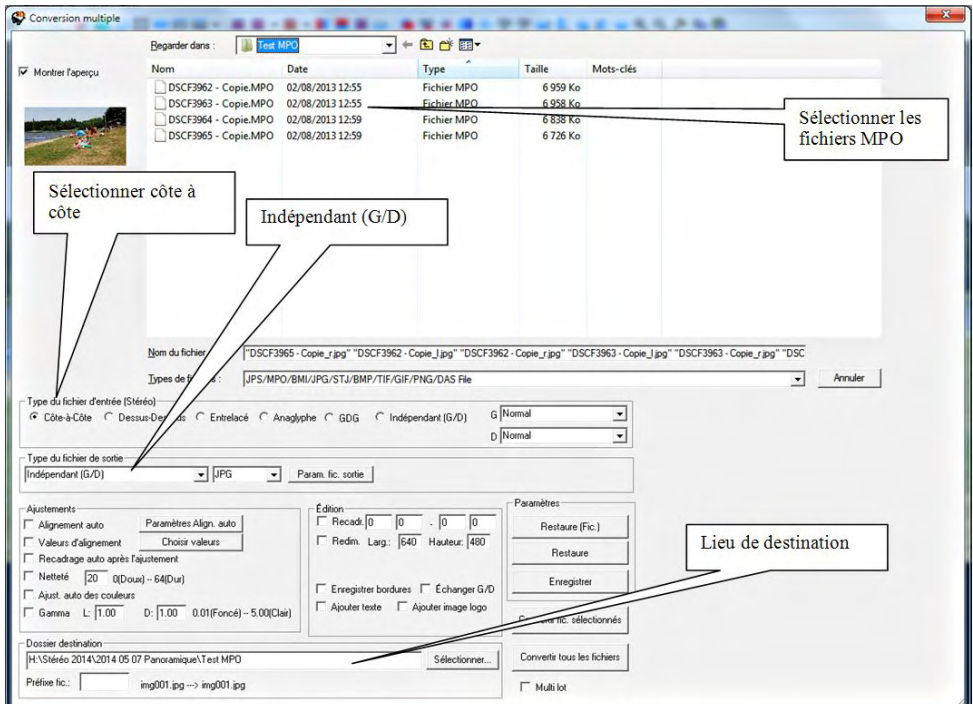 Conversion multiple
Regarder dans : Test MPO
Montrer l'aperçu
Nom Date Type Taille Mots-clés
DSCF3962 - Copie.MPO 02/08/2013 12:55 Fichier MPO 6 959 Ko
DSCF3963 - Copie.MPO 02/08/2013 12:55 Fichier MPO 6 958 Ko
DSCF3964 - Copie.MPO 02/08/2013 12:59 Fichier MPO 6 838 Ko
DSCF3965 - Copie.MPO 02/08/2013 12:59 Fichier MPO 6 726 Ko
Sélectionner les
fichiers MPO
Sélectionner côte à
côte
Indépendant (G/D)
Nom du fichier "DSCF3965 - Copie_r.jpg" "DSCF3962 - Copie_l.jpg" "DSCF3962 - Copie_r.jpg" "DSCF3963 - Copie_l.jpg" "DSCF3963 - Copie_r.jpg" "DSC
Types de : JPS/MPO/BMI/JPG/STJ/BMP/TIF/GIF/PNG/DAS File Annuler
Type du fichier d'entrée (Stéréo)
Côte-à-Côte Entrelacé Anaglyphe GDG Indépendant (G/D) G Normal
D Normal
Type du fichier de sortie
Indépendant (G/D) JPG Param. fic. sortie
Ajustements
Alignement auto Paramètres Align. auto
Valeurs d'alignement Choisir valeurs
Recadrage auto après l'ajustement
Netteté 20 0(Doux) -- 64(Dur)
Ajust. auto des couleurs
Gamma L: 1.00 D: 1.00 0.01(Foncé) -- 5.00(Clair)
Édition
Recadr. 0 0 - 0 0
Redim. Larg.: 640 Hauteur: 480
Enregistrer bordures Échanger G/D
Ajouter texte Ajouter image logo
Paramètres
Restaure (Fic.)
Restaure
Enregistrer
Lieu de destination
fic. sélectionnés
Convertir tous les fichiers
Multi lot
Dossier destination
H:\Stéréo 2014\2014 05 07 Panoramique\Test MPO Sélectionner...
Préfixe fic.: img001.jpg ---> img001.jpg